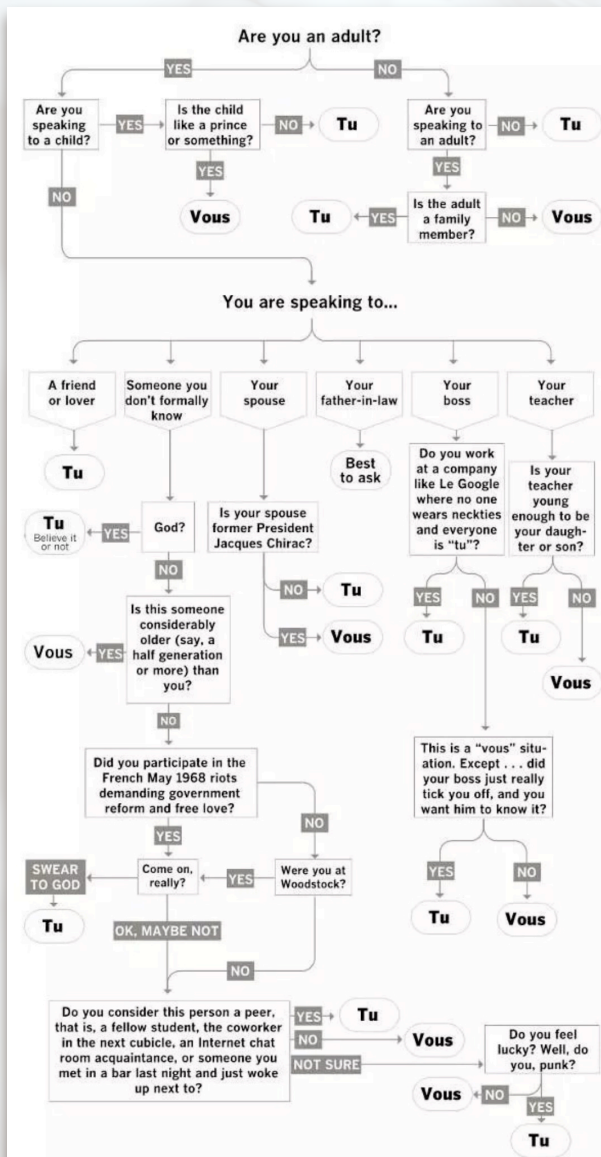 Are you an adult?
YES
NO
Are you
speaking
to a child?
YES
Is the child
like a prince
or something?
NO
Tu
Are you
speaking to
an adult?
NO
Tu
NO
YES
Vous
YES
Tu
YES
Is the adult
a family
member?
NO
Vous
You are speaking to...
A friend
or lover
Someone you
don't formally
know
Your
spouse
Your
father-in-law
Your
boss
Your
teacher
Tu
Best
to ask
Do you work
at a company
like Le Google
where no one
wears neckties
and everyone
is "tu"?
Is your
teacher
young
enough to be
your daugh-
ter or son?
Tu
Believe it
or not
YES
God?
Is your spouse
former President
Jacques Chirac?
NO
NO
Tu
YES
Vous
YES
NO
Tu
YES
NO
Tu
Vous
Vous
YES
Is this someone
considerably
older (say, a
half generation
or more) than
you?
NO
Did you participate in the
French May 1968 riots
demanding government
reform and free love?
This is a "vous" situ-
ation. Except . . . did
your boss just really
tick you off, and you
want him to know it?
YES
NO
YES
NO
Tu
Vous
SWEAR
TO GOD
Come on,
really?
YES
Were you at
Woodstock?
Tu
OK, MAYBE NOT
NO
Do you consider this person a peer,
that is, a fellow student, the coworker
in the next cubicle, an Internet chat
room acquaintance, or someone you
met in a bar last night and just woke
up next to?
YES
Tu
NO
Vous
NOT SURE
Do you feel
lucky? Well, do
you, punk?
Vous
NO
YES
Tu